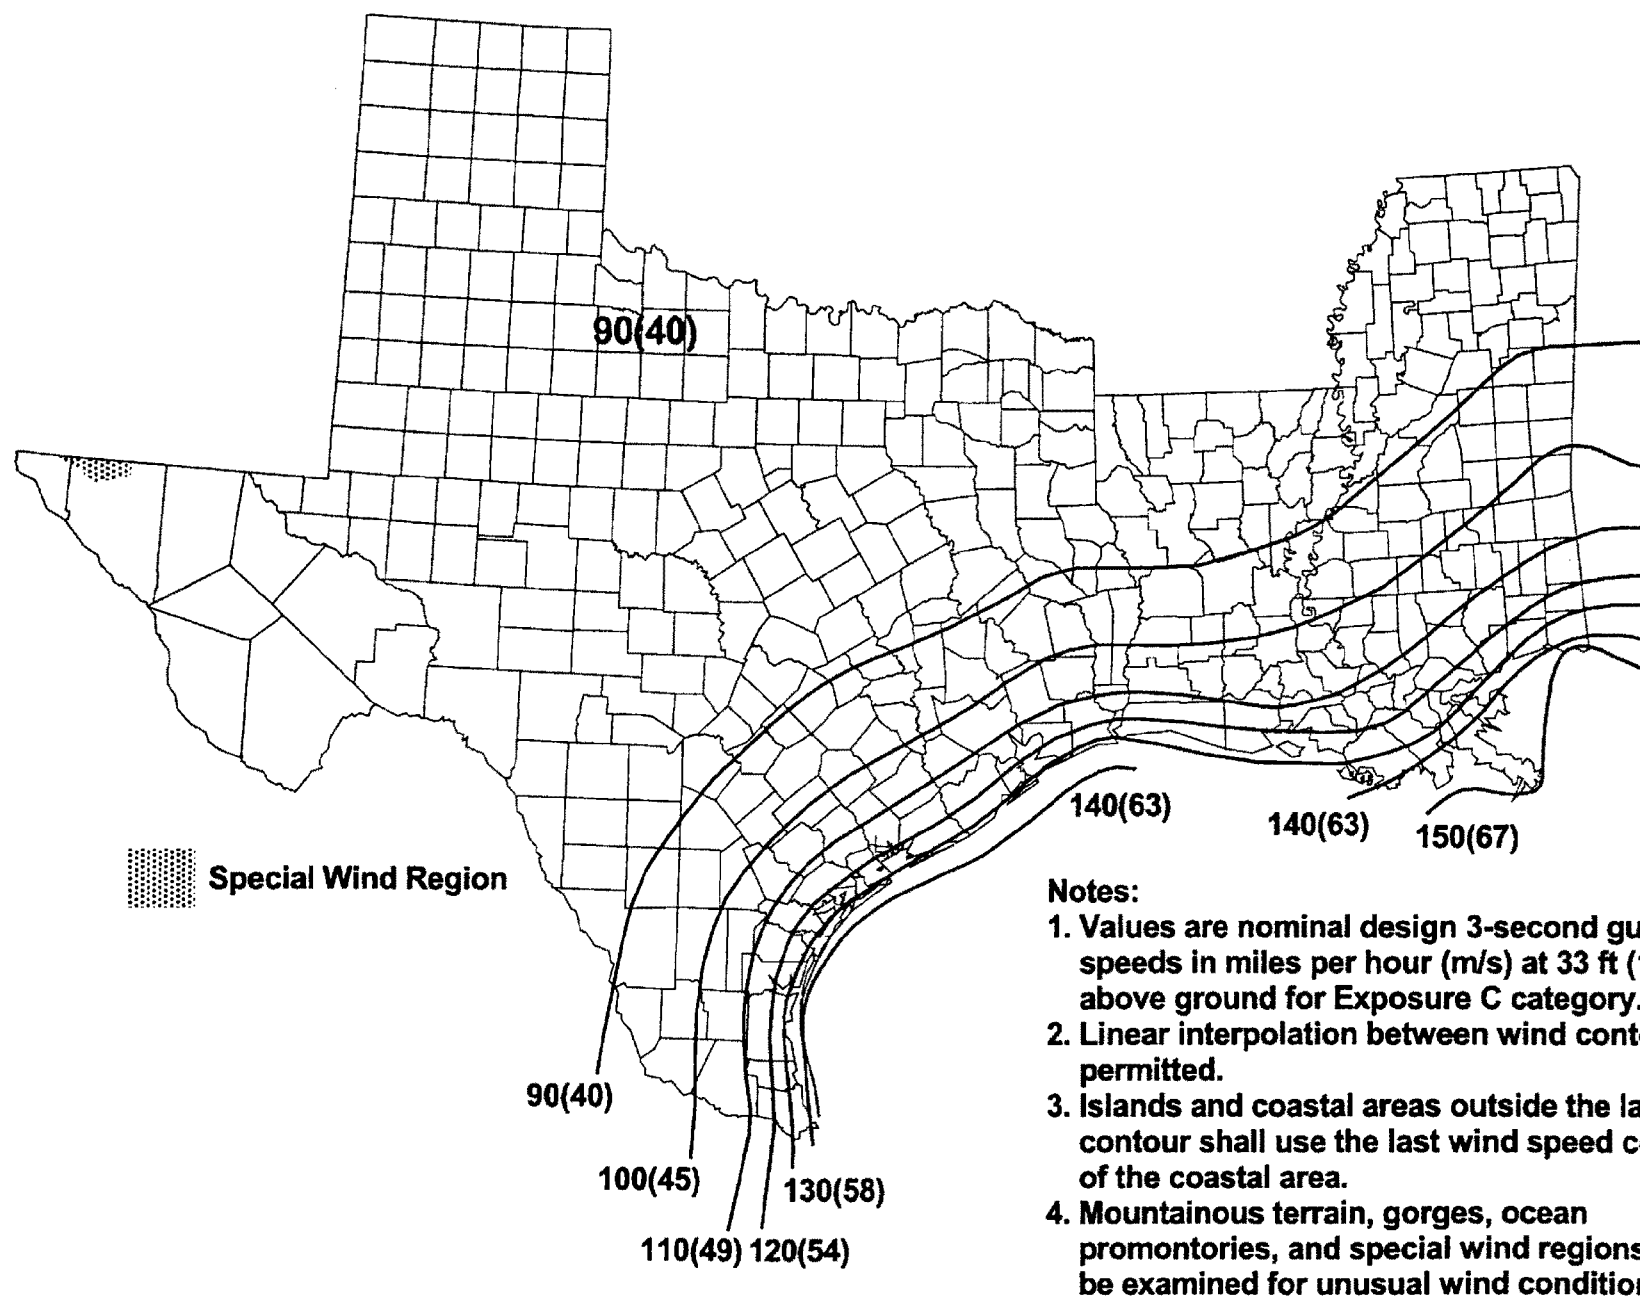 90(40)
140(63)
140(63)
150(67)
Special Wind Region
90(40)
100(45)
130(58)
110(49) 120(54)
Notes:
1. Values are nominal design 3-second
speeds in miles per hour (m/s) at 33 ft
above ground for Exposure C category.
2. Linear interpolation between wind
permitted.
3. Islands and coastal areas outside the
contour shall use the last wind speed
of the coastal area.
4. Mountainous terrain, gorges, ocean
promontories, and special wind regions
be examined for unusual wind